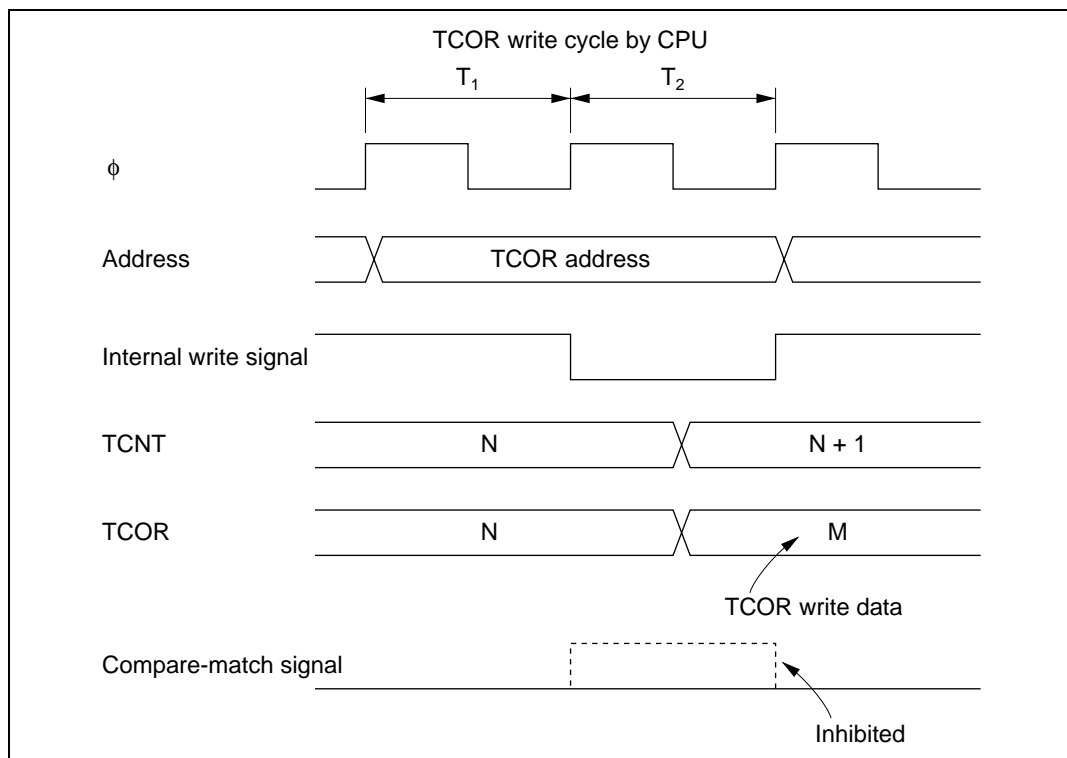 TCOR write cycle by CPU
T1 T2
ϕ
Address TCOR address
Internal write signal
TCNT N N + 1
TCOR N M
TCOR write data
Compare-match signal
Inhibited